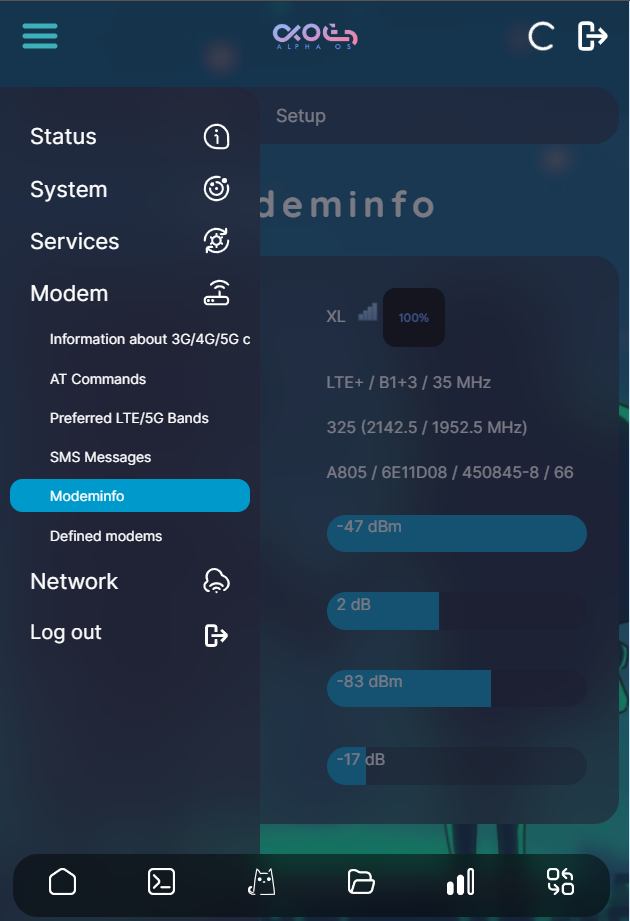 ALPHA OS
Setup
Status
System
Services
Modem
Information about 3G/4G/5G c
AT Commands
Preferred LTE/5G Bands
SMS Messages
Modeminfo
Defined modems
Network
Log out
deminfo
XL
100%
LTE+ / B1+3 / 35 MHz
325 (2142.5 / 1952.5 MHz)
A805 / 6E11D08 / 450845-8 / 66
-47 dBm
2 dB
-83 dBm
-17 dB